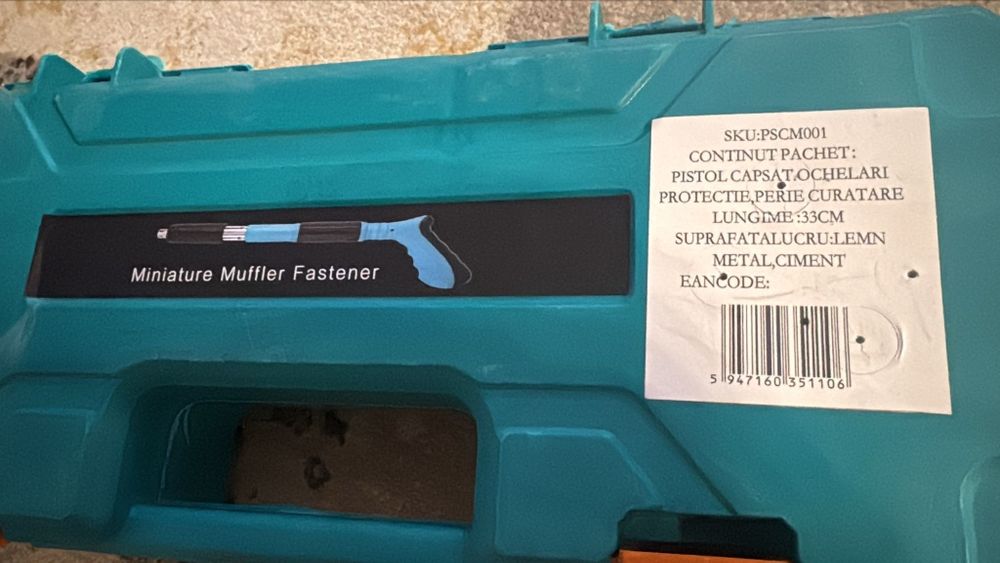 Miniature Muffler Fastener
SKU:PSCM001
CONTINUT PACHET:
PISTOL CAPSAT,OCHELARI
PROTECTIE,PERIE CURATARE
LUNGIME:33CM
SUPRAFATALUCRU:LEMN
METAL,CIMENT
EANCODE:
5 947160 351106